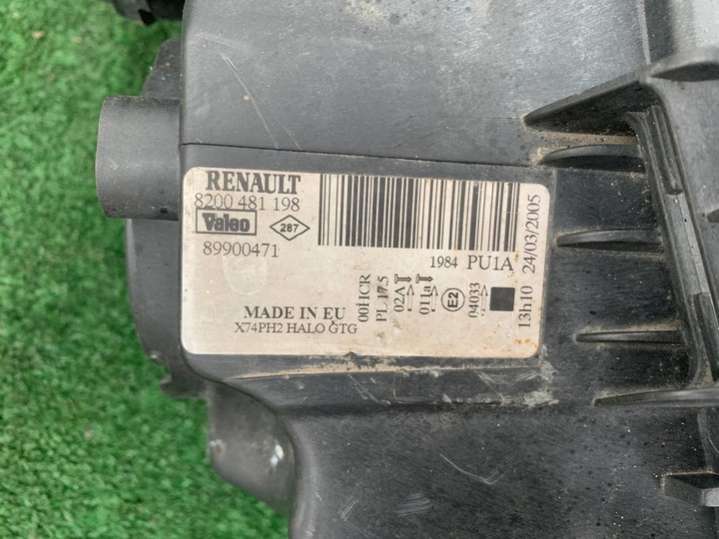 RENAULT
8200 481 198
Valeo
287
89900471
1984 PU1A
MADE IN EU
X74PH2 HALO GTG
00HCR
PL 17.5
02A
011a
E2
04033
13h10 24/03/2005